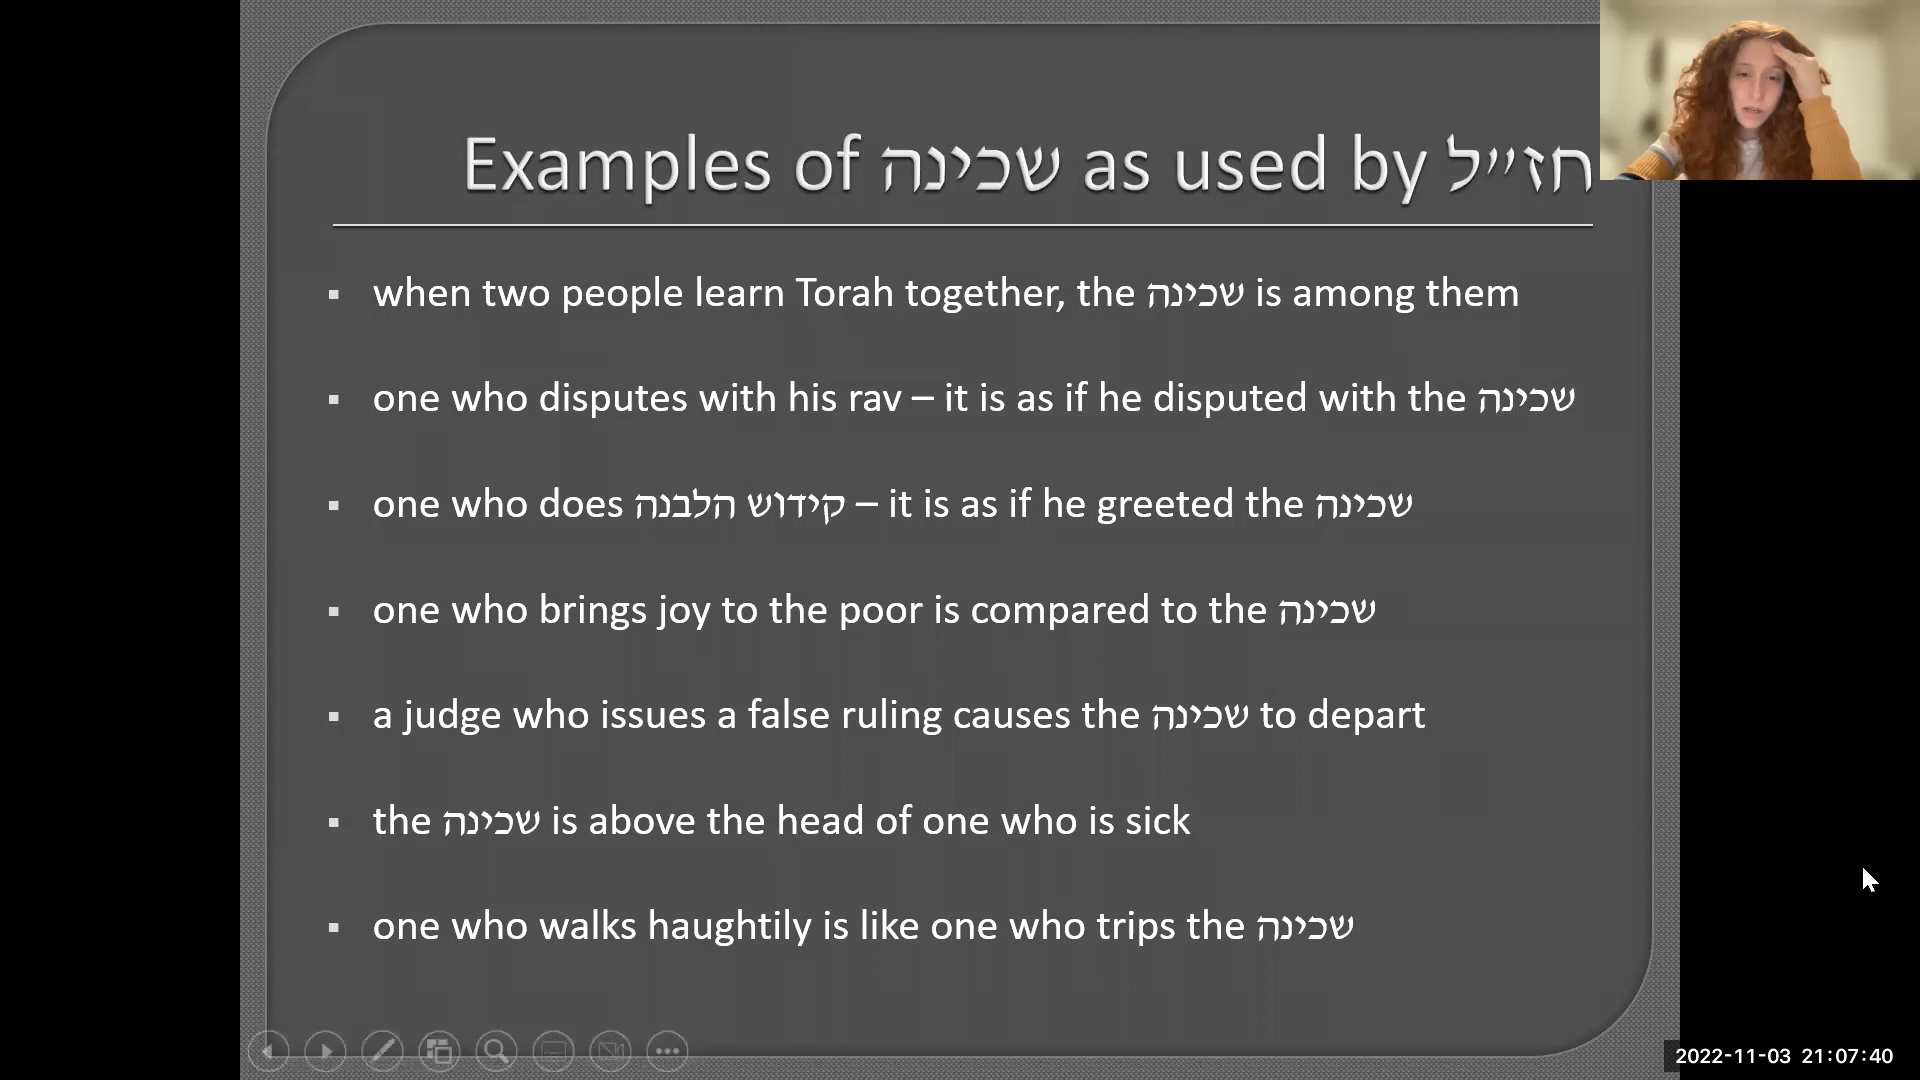 Examples of שכינה as used by חז״ל
when two people learn Torah together, the שכינה is among them
one who disputes with his rav – it is as if he disputed with the שכינה
one who does קידוש הלבנה – it is as if he greeted the שכינה
one who brings joy to the poor is compared to the שכינה
a judge who issues a false ruling causes the שכינה to depart
the שכינה is above the head of one who is sick
one who walks haughtily is like one who trips the שכינה
2022-11-03 21:07:40